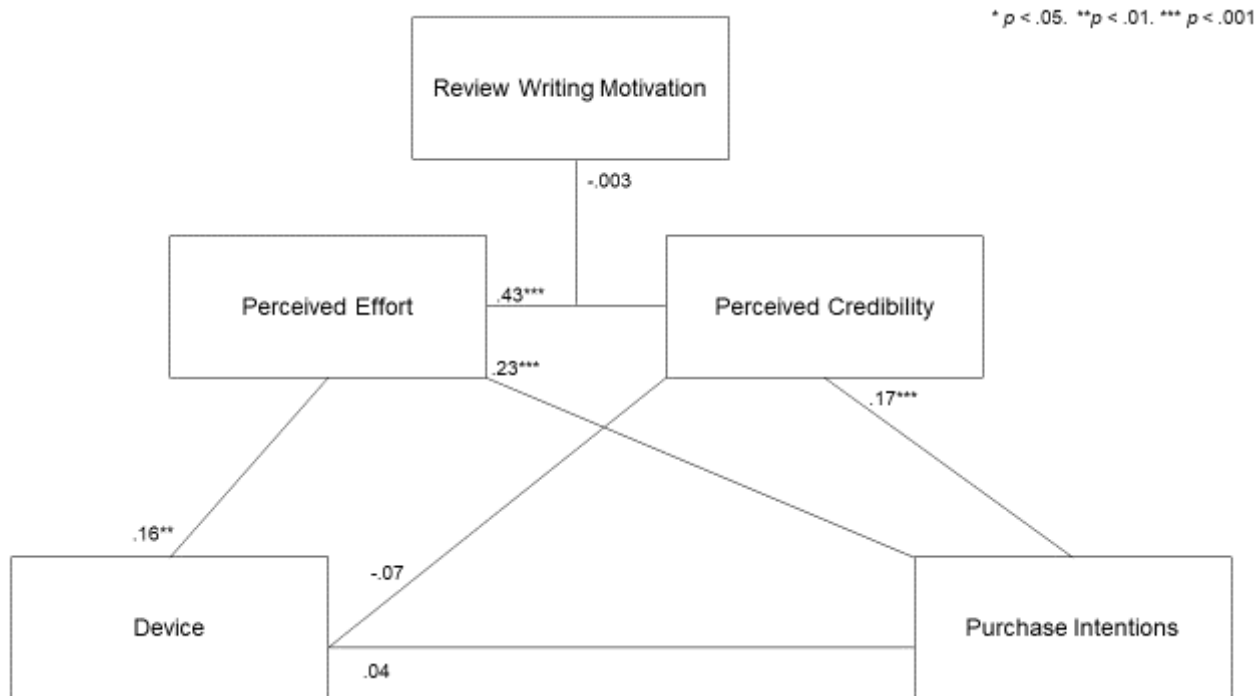 * p < .05. **p < .01. *** p < .001
Review Writing Motivation
-.003
Perceived Effort
.43***
Perceived Credibility
.23***
.17***
.16**
-.07
Device
Purchase Intentions
.04